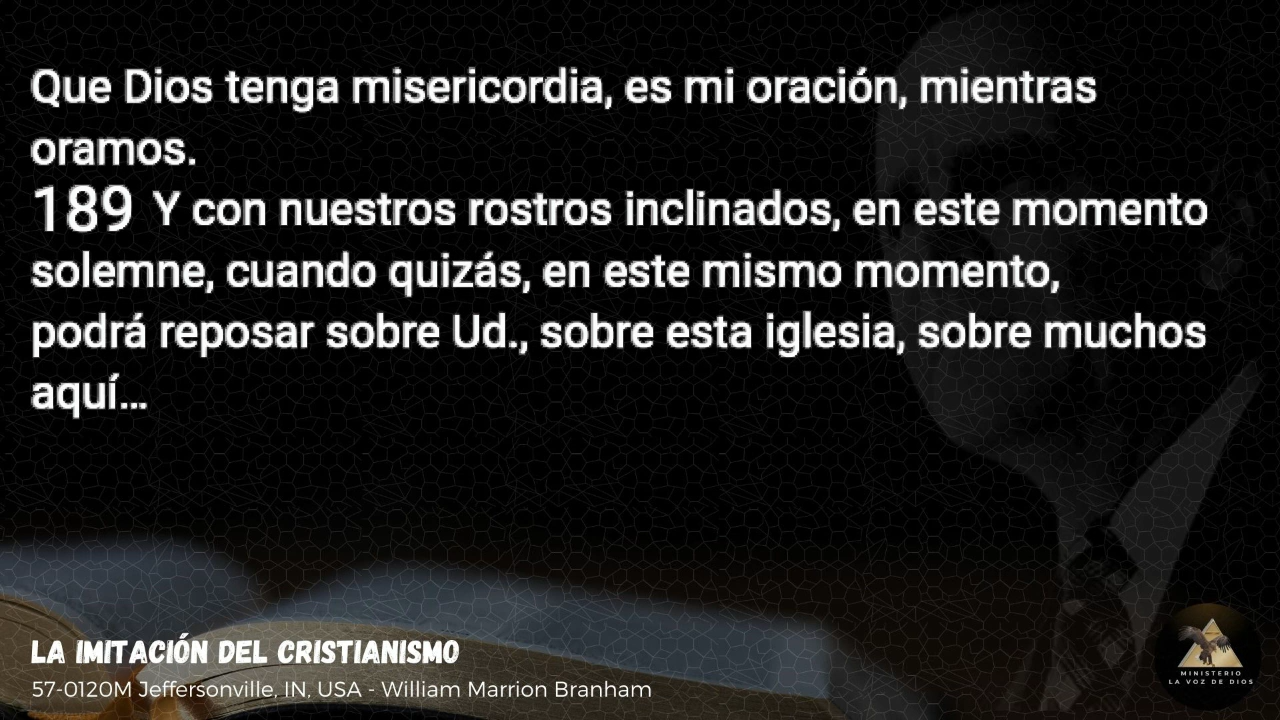 Que Dios tenga misericordia, es mi oración, mientras
oramos.
189 Y con nuestros rostros inclinados, en este momento
solemne, cuando quizás, en este mismo momento,
podrá reposar sobre Ud., sobre esta iglesia, sobre muchos
aquí...
LA IMITACIÓN DEL CRISTIANISMO
57-0120M Jeffersonville, IN, USA - William Marrion Branham
MINISTERIO
LA VOZ DE DIOS